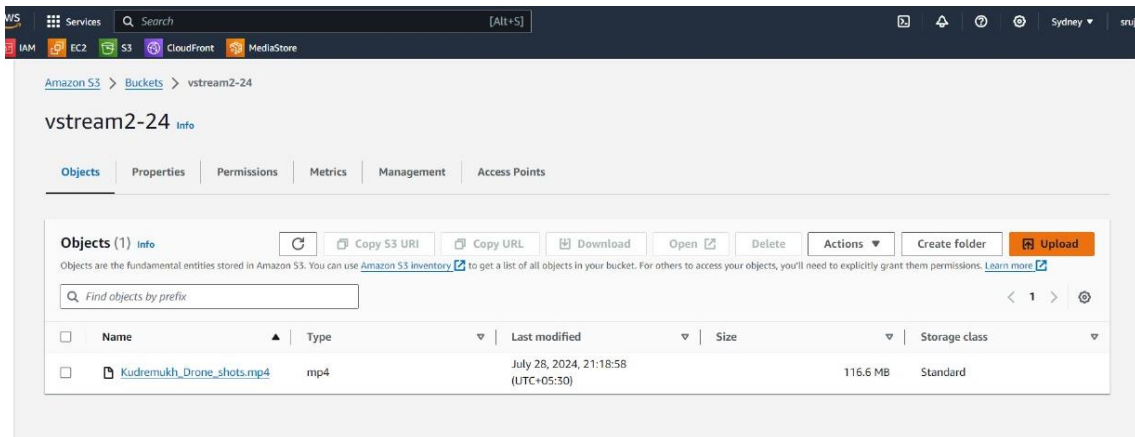 Services Search [Alt+S] Sydney
IAM EC2 S3 CloudFront MediaStore
Amazon S3 > Buckets > vstream2-24
vstream2-24 Info
Objects Properties Permissions Metrics Management Access Points
Objects (1) Info Copy S3 URI Copy URL Download Open Delete Actions Create folder Upload
Objects are the fundamental entities stored in Amazon S3. You can use Amazon S3 inventory to get a list of all objects in your bucket. For others to access your objects, you'll need to explicitly grant them permissions. Learn more
Find objects by prefix < 1 >
Name Type Last modified Size Storage class
Kudremukh_Drone_shots.mp4 mp4 July 28, 2024, 21:18:58 116.6 MB Standard
(UTC+05:30)